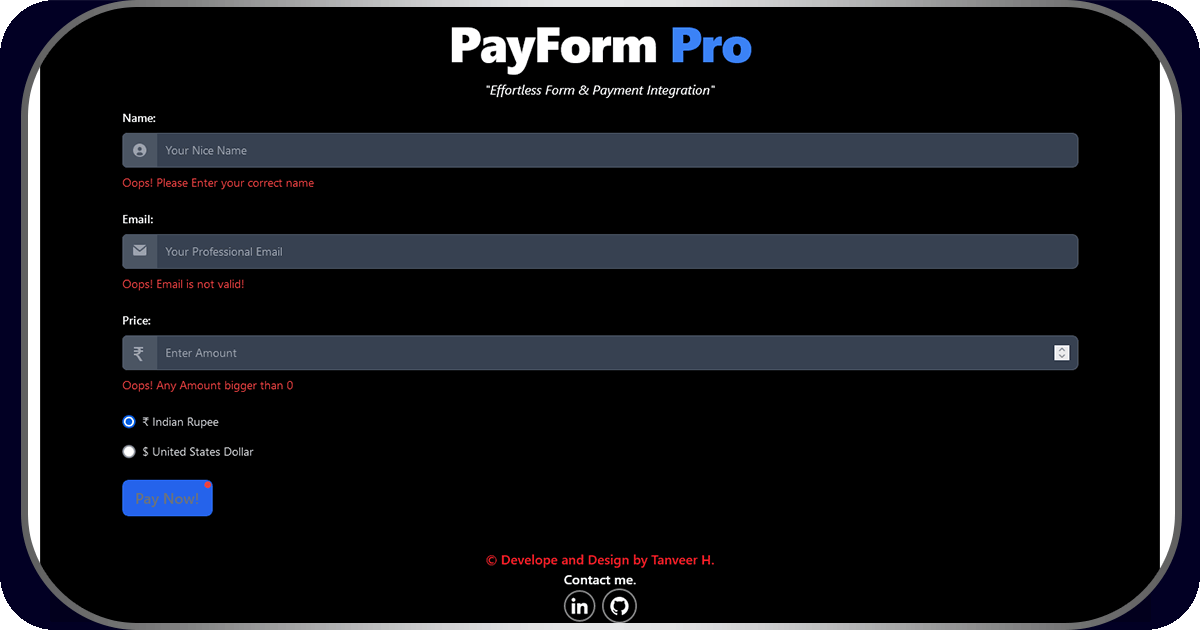 PayForm Pro
"Effortless Form & Payment Integration"
Name:
Your Nice Name
Oops! Please Enter your correct name
Email:
Your Professional Email
Oops! Email is not valid!
Price:
₹ Enter Amount
Oops! Any Amount bigger than 0
₹ Indian Rupee
$ United States Dollar
Pay Now!
© Develope and Design by Tanveer H.
Contact me.
in